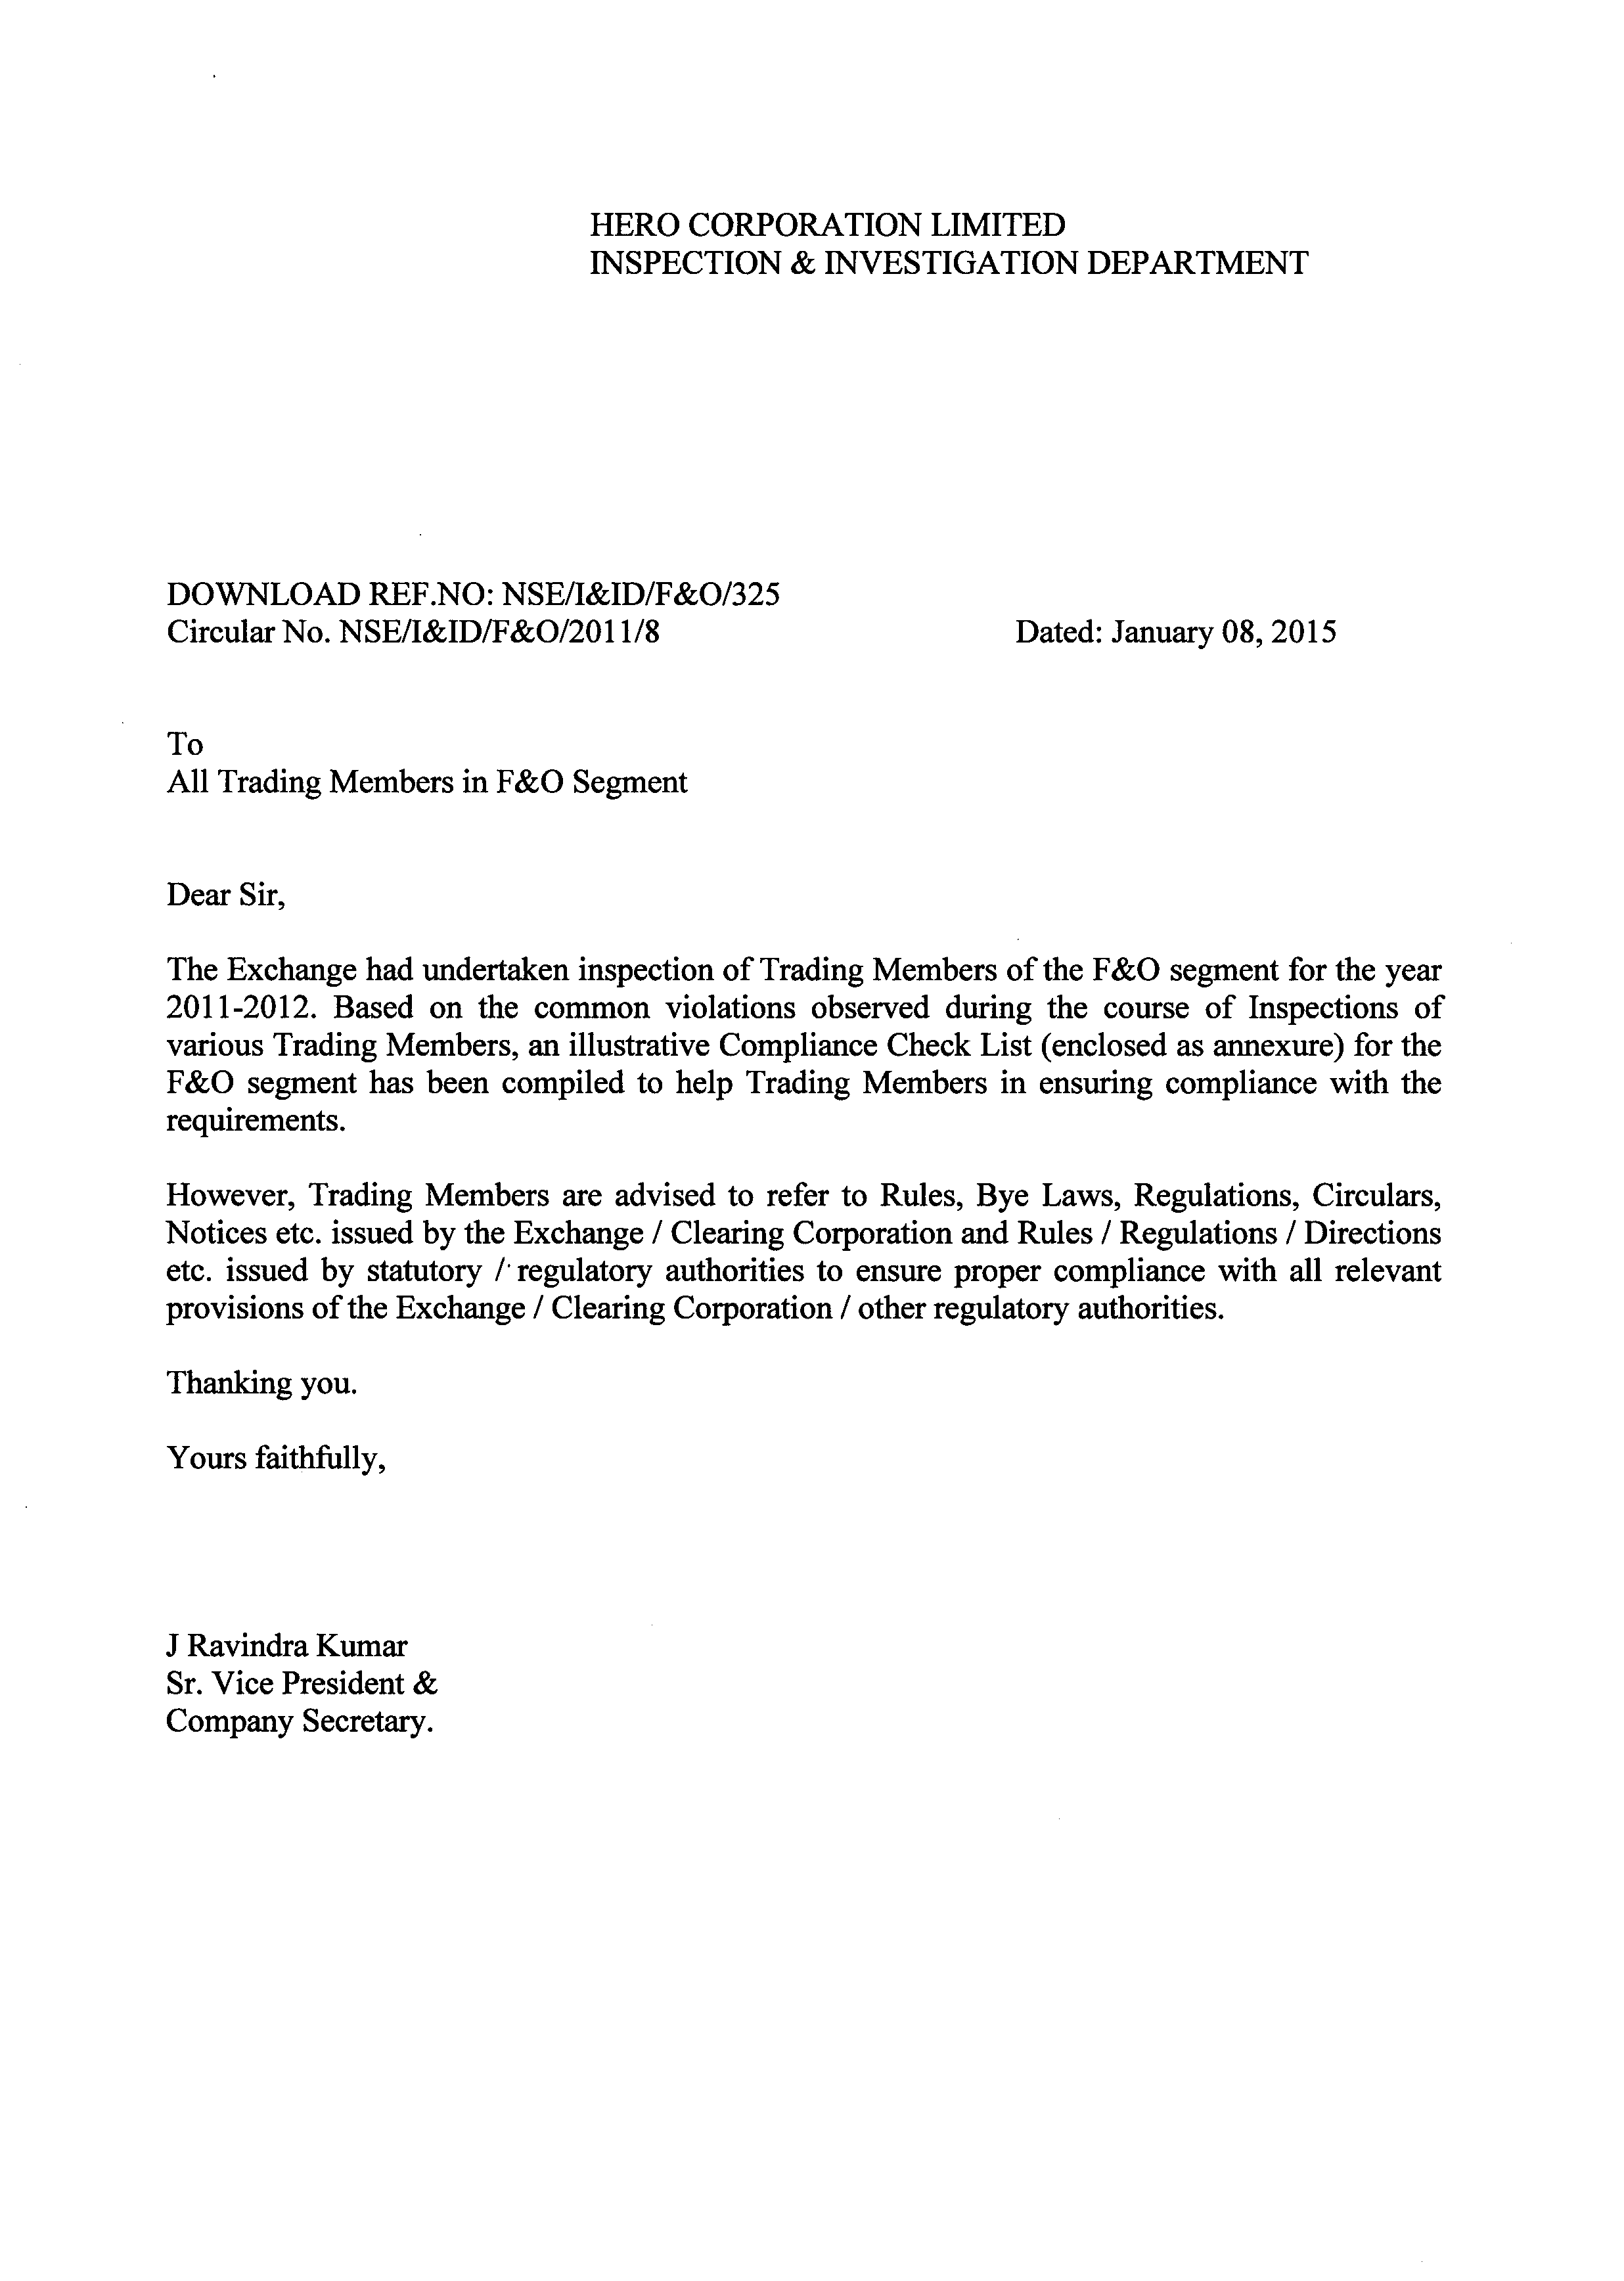 HERO CORPORATION LIMITED
INSPECTION & INVESTIGATION DEPARTMENT
DOWNLOAD REF.NO: NSE/I&ID/F&O/325
Circular No. NSE/I&ID/F&O/2011/8 Dated: January 08, 2015
To
All Trading Members in F&O Segment
Dear Sir,
The Exchange had undertaken inspection of Trading Members of the F&O segment for the year
2011-2012. Based on the common violations observed during the course of Inspections of
various Trading Members, an illustrative Compliance Check List (enclosed as annexure) for the
F&O segment has been compiled to help Trading Members in ensuring compliance with the
requirements.
However, Trading Members are advised to refer to Rules, Bye Laws, Regulations, Circulars,
Notices etc. issued by the Exchange / Clearing Corporation and Rules / Regulations / Directions
etc. issued by statutory / regulatory authorities to ensure proper compliance with all relevant
provisions of the Exchange / Clearing Corporation / other regulatory authorities.
Thanking you.
Yours faithfully,
J Ravindra Kumar
Sr. Vice President &
Company Secretary.